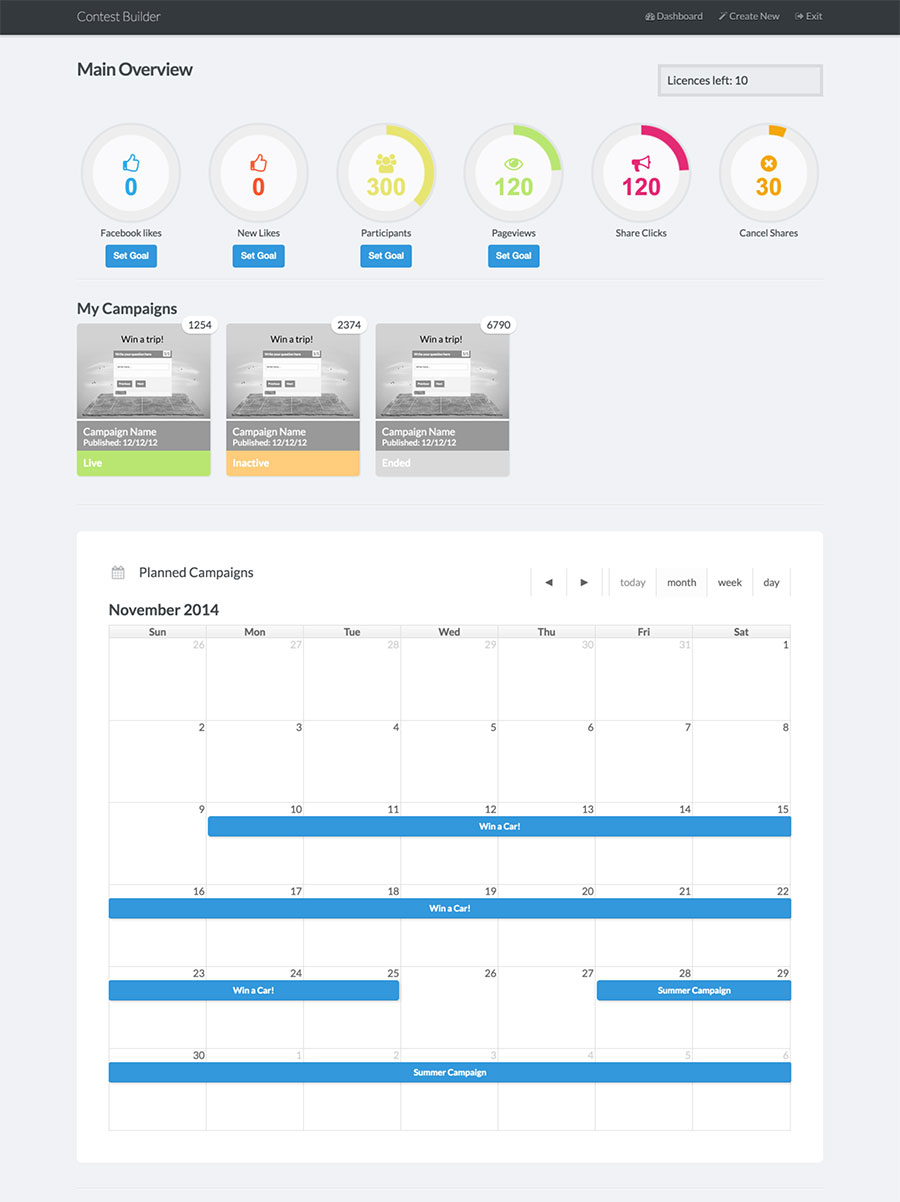 Contest Builder
Dashboard
Create New
Exit
Main Overview
Licences left: 10
0
0
300
120
120
30
Facebook likes
New Likes
Participants
Pageviews
Share Clicks
Cancel Shares
Set Goal
Set Goal
Set Goal
Set Goal
My Campaigns
1254
2374
6790
Win a trip!
Win a trip!
Win a trip!
Write your question here
Write your question here
Write your question here
Previous
Next
Previous
Next
Previous
Next
Campaign Name
Published: 12/12/12
Live
Campaign Name
Published: 12/12/12
Inactive
Campaign Name
Published: 12/12/12
Ended
Planned Campaigns
today
month
week
day
November 2014
Sun Mon Tue Wed Thu Fri Sat
26 27 28 29 30 31 1
2 3 4 5 6 7 8
9 10 11 12 13 14 15
Win a Car!
16 17 18 19 20 21 22
Win a Car!
23 24 25 26 27 28 29
Win a Car!
Summer Campaign
30 1 2 3 4 5 6
Summer Campaign